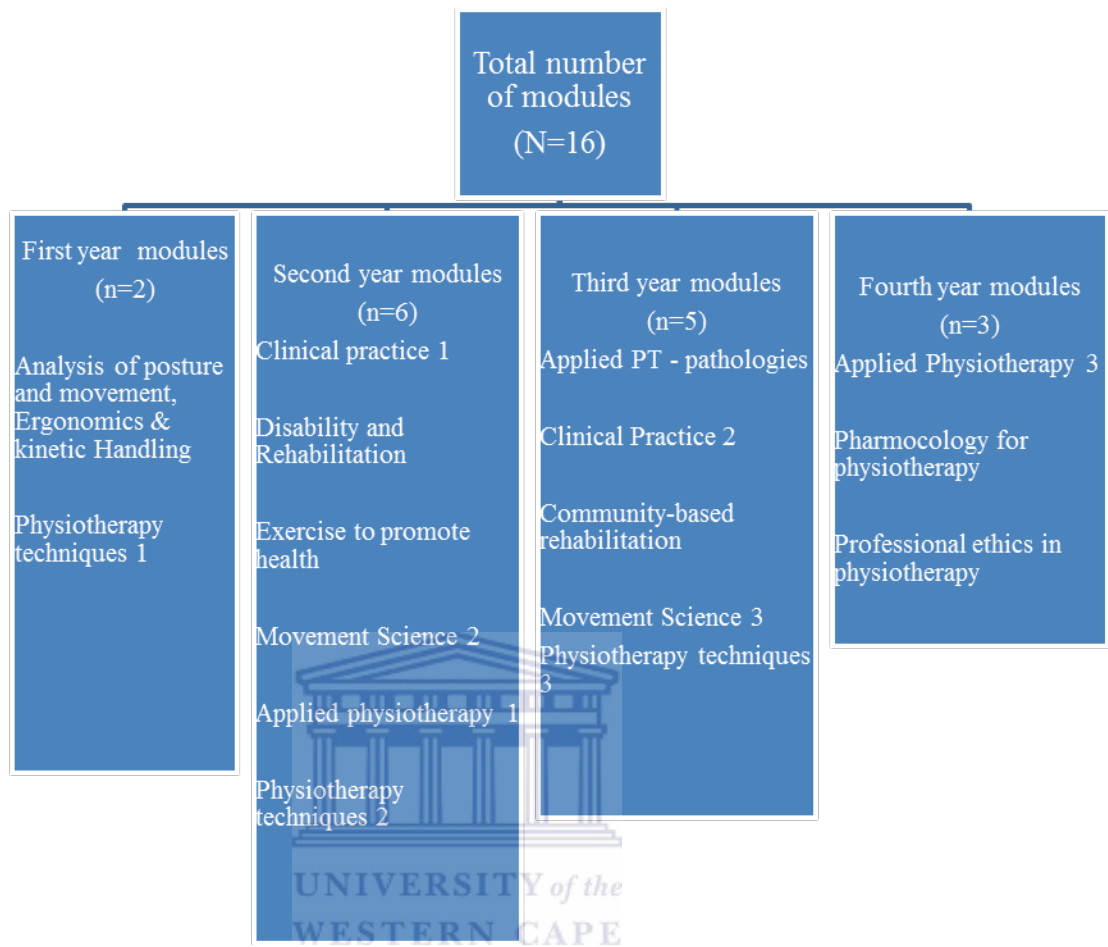 Total number
of modules
(N=16)
First year modules
(n=2)
Analysis of posture
and movement,
Ergonomics &
kinetic Handling
Physiotherapy
techniques 1
Second year modules
(n=6)
Clinical practice 1
Disability and
Rehabilitation
Exercise to promote
health
Movement Science 2
Applied physiotherapy 1
Physiotherapy
techniques 2
Third year modules
(n=5)
Applied PT - pathologies
Clinical Practice 2
Community-based
rehabilitation
Movement Science 3
Physiotherapy techniques
3
Fourth year modules
(n=3)
Applied Physiotherapy 3
Pharmocology for
physiotherapy
Professional ethics in
physiotherapy
UNIVERSITY of the
WESTERN CAPE